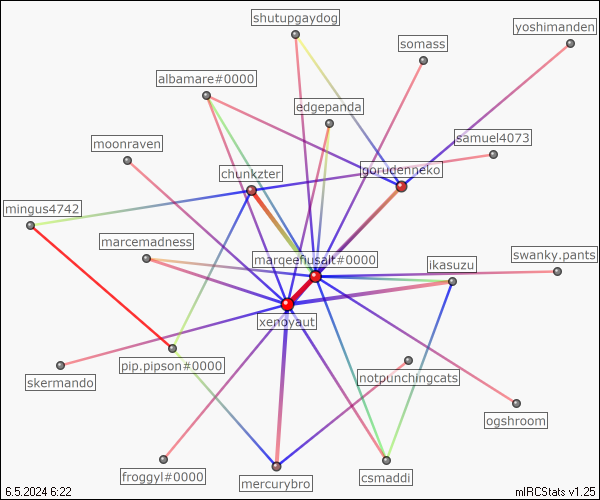 shutupgaydog
yoshimanden
somass
albamare#0000
edgepanda
samuel4073
moonraven
chunkzter
gorudenneko
mingus4742
marcemadness
marqeefiusalt#0000
ikasuzu
swanky.pants
xenoyaut
pip.pipson#0000
notpunchingcats
skermando
ogshroom
froggyl#0000
mercurybro
csmaddi
6.5.2024 6:22
mIRCStats v1.25